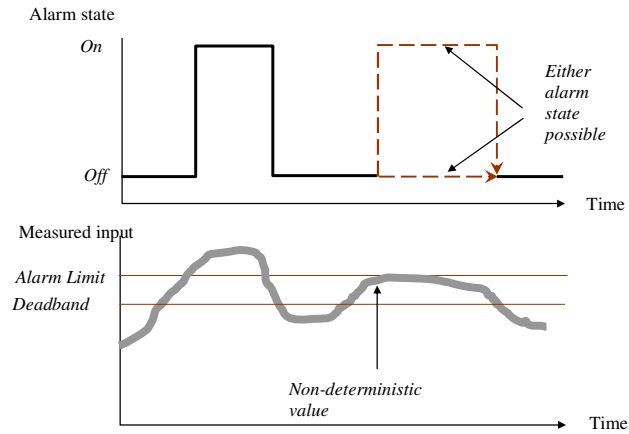 Alarm state
On
Either
alarm
state
possible
Off
Time
Measured input
Alarm Limit
Deadband
Non-deterministic
value
Time